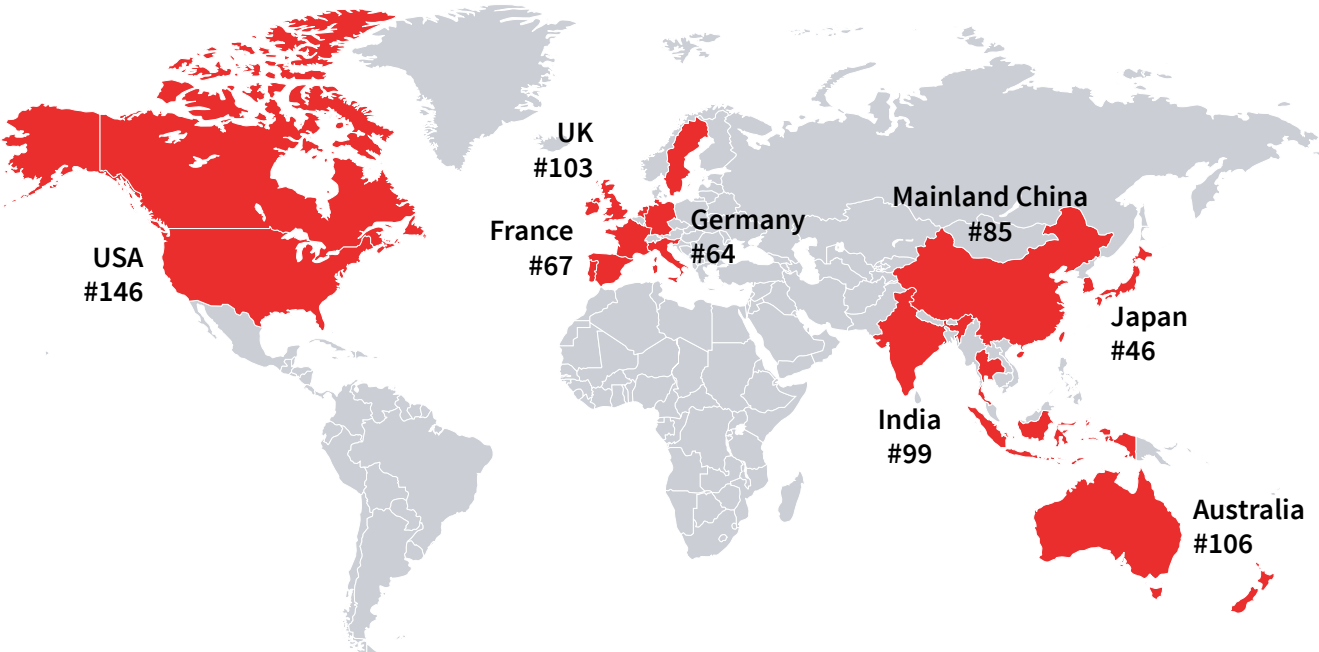 UK
#103
Mainland China
#85
France
#67
Germany
#64
USA
#146
Japan
#46
India
#99
Australia
#106